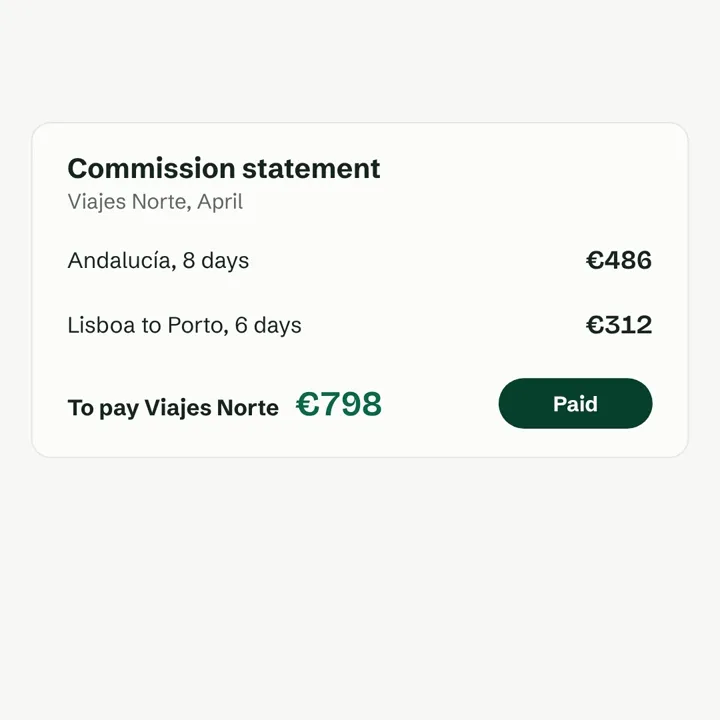 Commission statement
Viajes Norte, April
Andalucía, 8 days €486
Lisboa to Porto, 6 days €312
To pay Viajes Norte €798 Paid